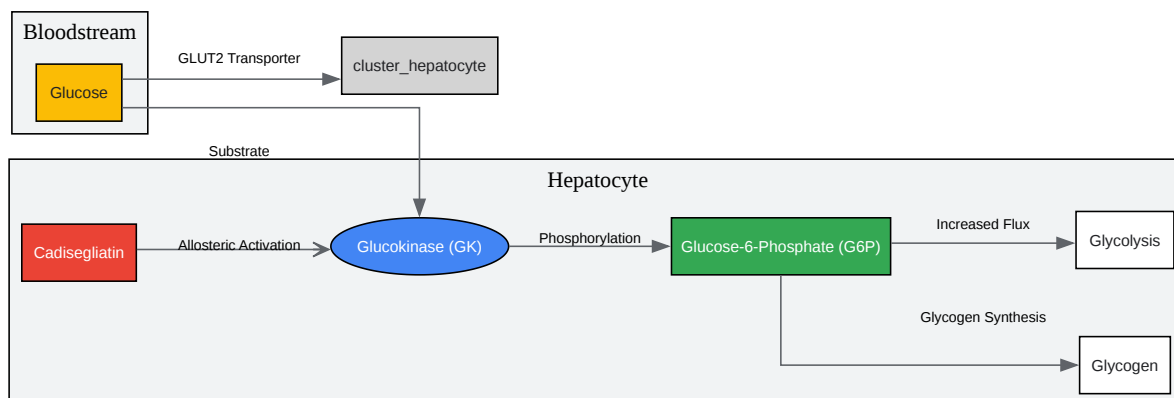 Bloodstream
GLUT2 Transporter
cluster_hepatocyte
Glucose
Substrate
Hepatocyte
Cadisegliatin
Allosteric Activation
Glucokinase (GK)
Phosphorylation
Glucose-6-Phosphate (G6P)
Increased Flux
Glycolysis
Glycogen Synthesis
Glycogen